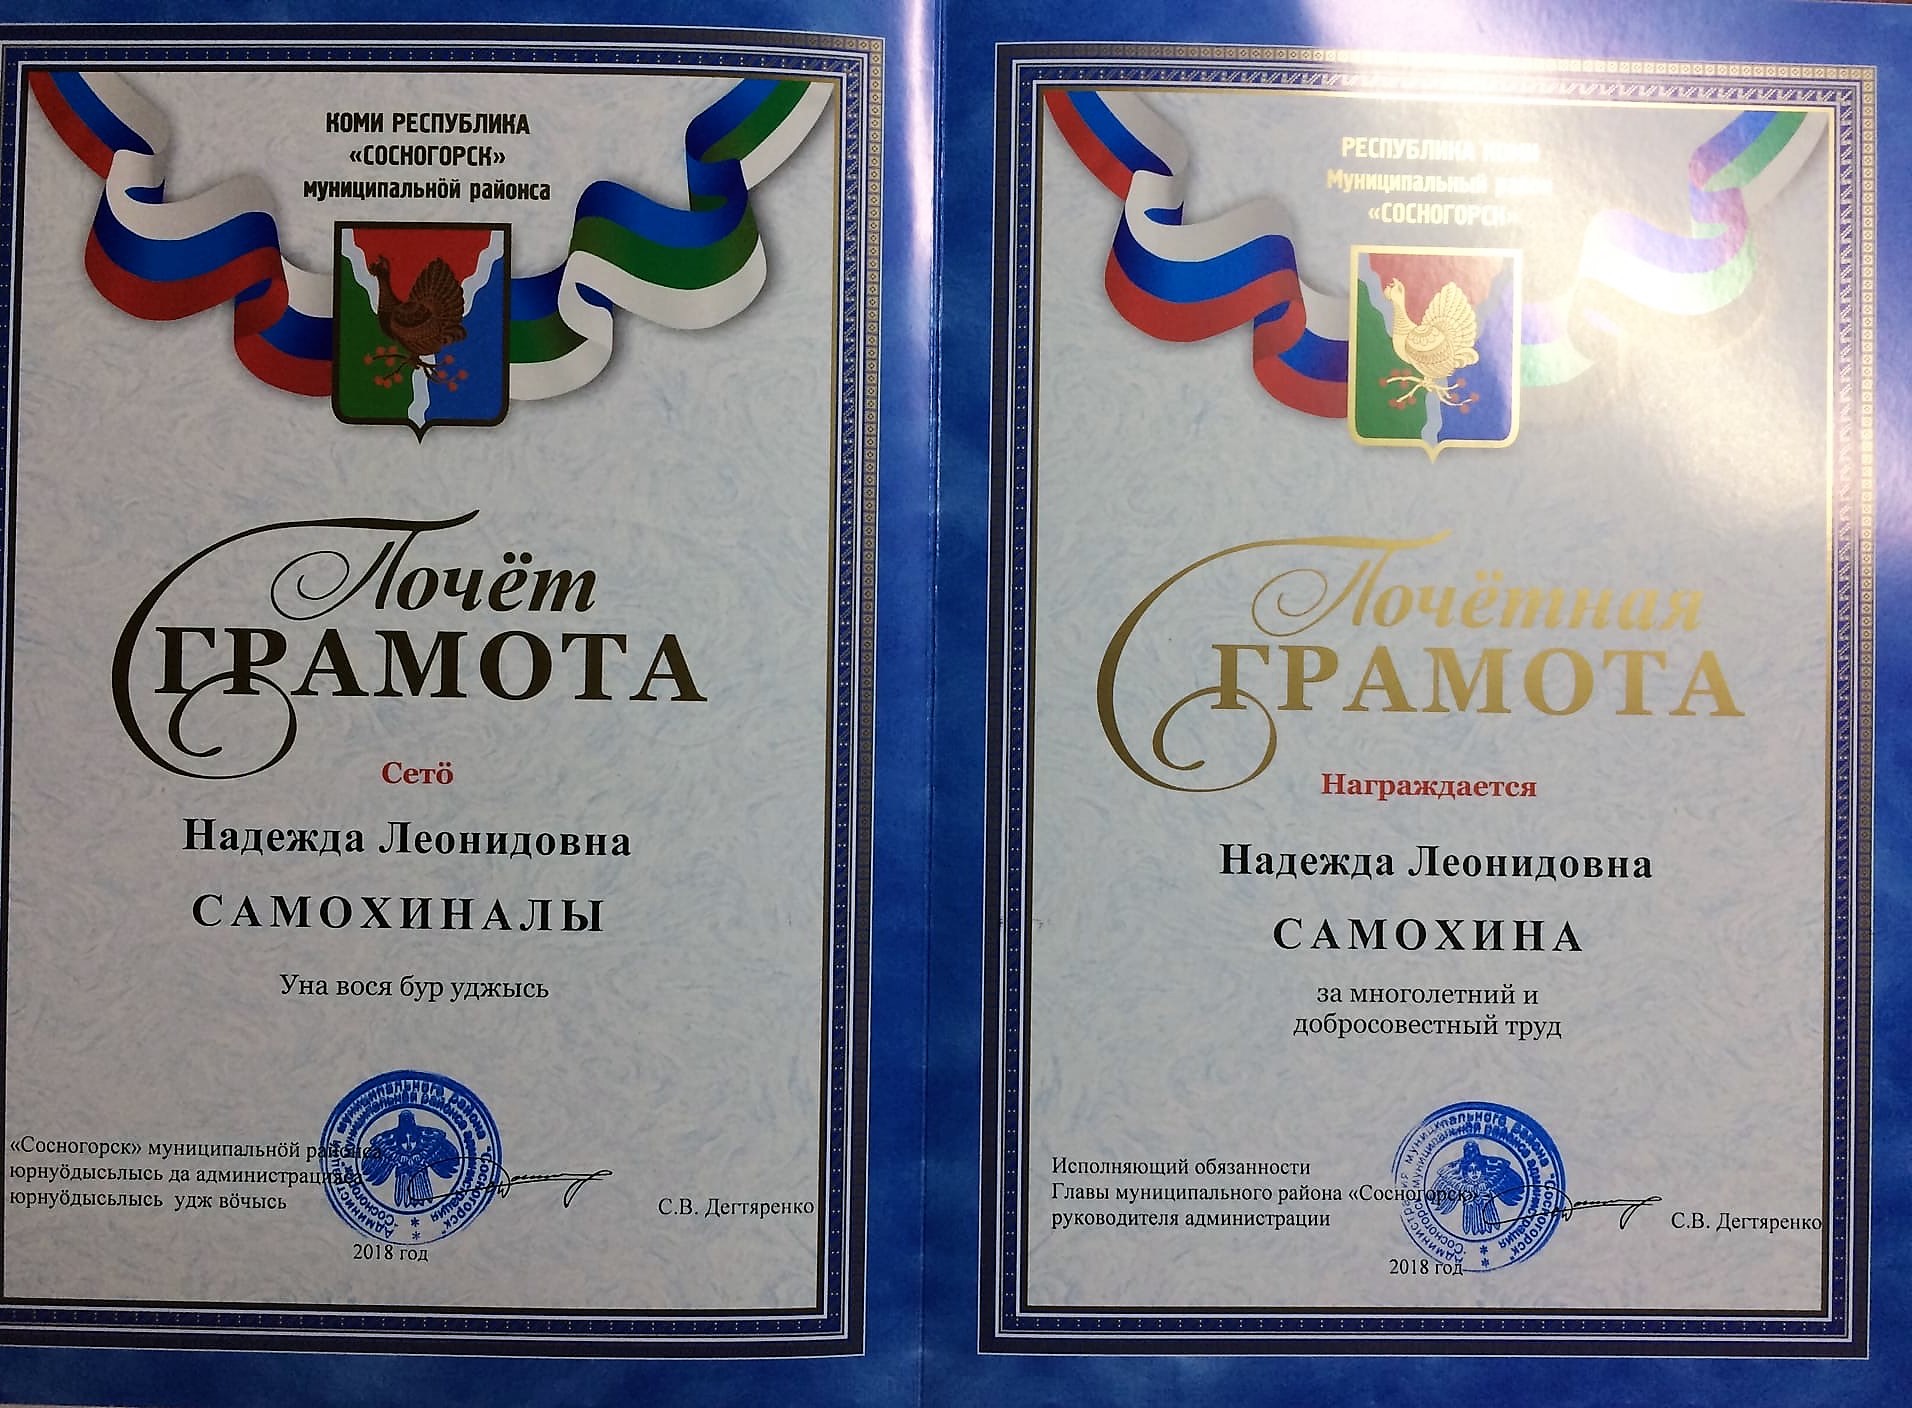 КОМИ РЕСПУБЛИКА
«СОСНОГОРСК»
муниципальнӧй районса
Почёт
ГРАМОТА
Сетӧ
Надежда Леонидовна
САМОХИНАЛЫ
Уна вося бур уджысь
«Сосногорск» муниципальнӧй районса
юрнуӧдысьлысь да администрацияса
юрнуӧдысьлысь удж вӧчысь
С.В. Дегтяренко
2018 год
РЕСПУБЛИКА КОМИ
Муниципальный район
«СОСНОГОРСК»
Почётная
ГРАМОТА
Награждается
Надежда Леонидовна
САМОХИНА
за многолетний и
добросовестный труд
Исполняющий обязанности
Главы муниципального района «Сосногорск» -
руководителя администрации
С.В. Дегтяренко
2018 год